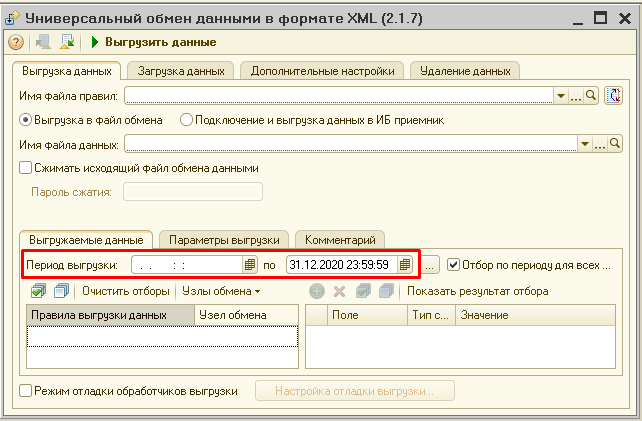 Универсальный обмен данными в формате XML (2.1.7)
Выгрузить данные
Выгрузка данных Загрузка данных Дополнительные настройки Удаление данных
Имя файла правил:
Выгрузка в файл обмена Подключение и выгрузка данных в ИБ приемник
Имя файла данных:
Сжимать исходящий файл обмена данными
Пароль сжатия:
Выгружаемые данные Параметры выгрузки Комментарий
Период выгрузки: . . : : по 31.12.2020 23:59:59 ... Отбор по периоду для всех ...
Очистить отборы Узлы обмена Показать результат отбора
Правила выгрузки данных Узел обмена Поле Тип с... Значение
Режим отладки обработчиков выгрузки Настройка отладки выгрузки...